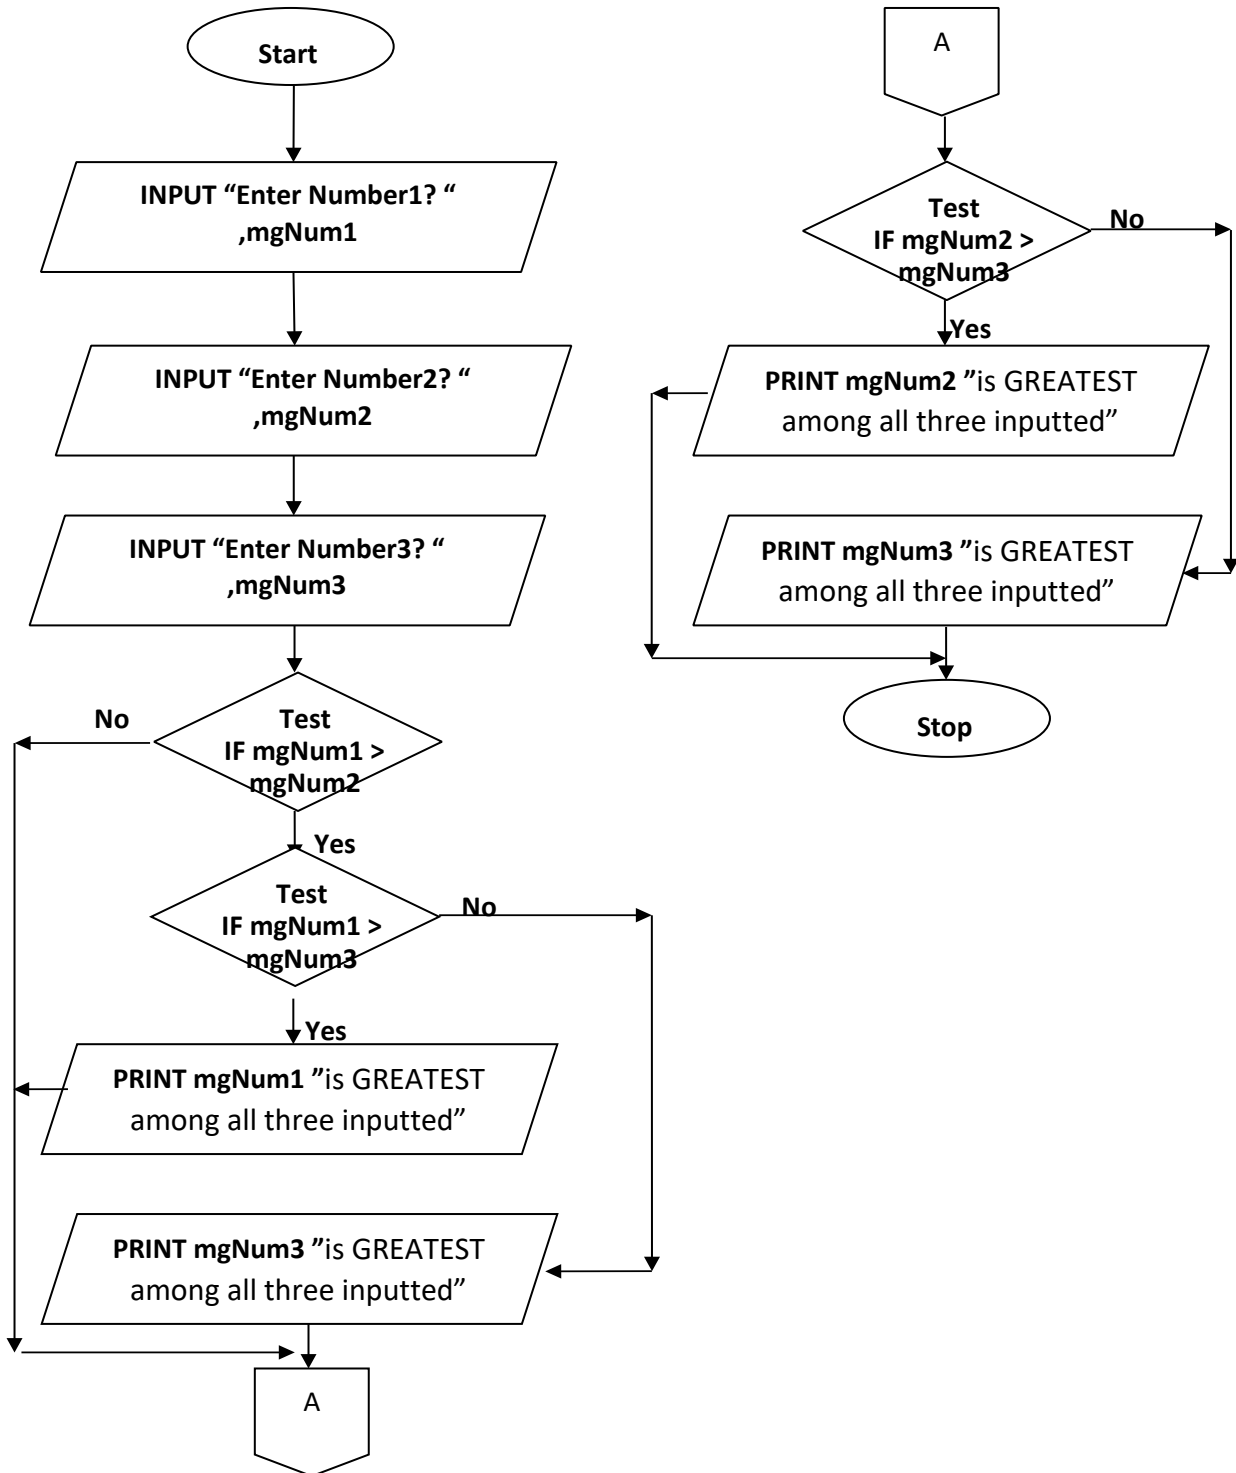 Start
INPUT “Enter Number1? “
,mgNum1
INPUT “Enter Number2? “
,mgNum2
INPUT “Enter Number3? “
,mgNum3
No
Test
IF mgNum1 >
mgNum2
Yes
Test
IF mgNum1 >
mgNum3
No
Yes
PRINT mgNum1 ”is GREATEST
among all three inputted”
PRINT mgNum3 ”is GREATEST
among all three inputted”
A
A
Test
IF mgNum2 >
mgNum3
No
Yes
PRINT mgNum2 ”is GREATEST
among all three inputted”
PRINT mgNum3 ”is GREATEST
among all three inputted”
Stop